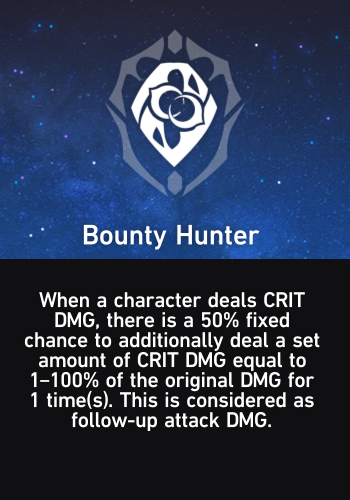 Bounty Hunter
When a character deals CRIT
DMG, there is a 50% fixed
chance to additionally deal a set
amount of CRIT DMG equal to
1–100% of the original DMG for
1 time(s). This is considered as
follow-up attack DMG.